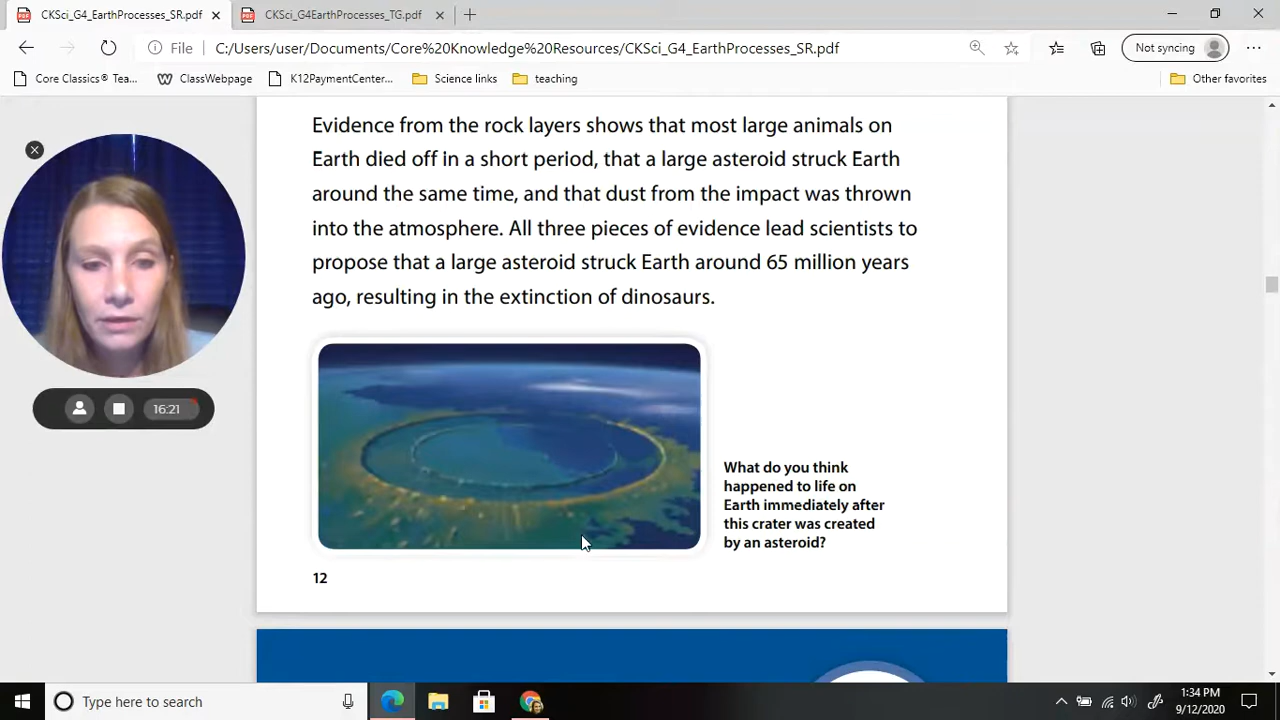 CKSci_G4_EarthProcesses_SR.pdf
CKSci_G4EarthProcesses_TG.pdf
File
C:/Users/user/Documents/Core%20Knowledge%20Resources/CKSci_G4_EarthProcesses_SR.pdf
Not syncing
Core Classics® Tea...
ClassWebpage
K12PaymentCenter...
Science links
teaching
Other favorites
Evidence from the rock layers shows that most large animals on
Earth died off in a short period, that a large asteroid struck Earth
around the same time, and that dust from the impact was thrown
into the atmosphere. All three pieces of evidence lead scientists to
propose that a large asteroid struck Earth around 65 million years
ago, resulting in the extinction of dinosaurs.
16:21
What do you think
happened to life on
Earth immediately after
this crater was created
by an asteroid?
12
Type here to search
1:34 PM
9/12/2020